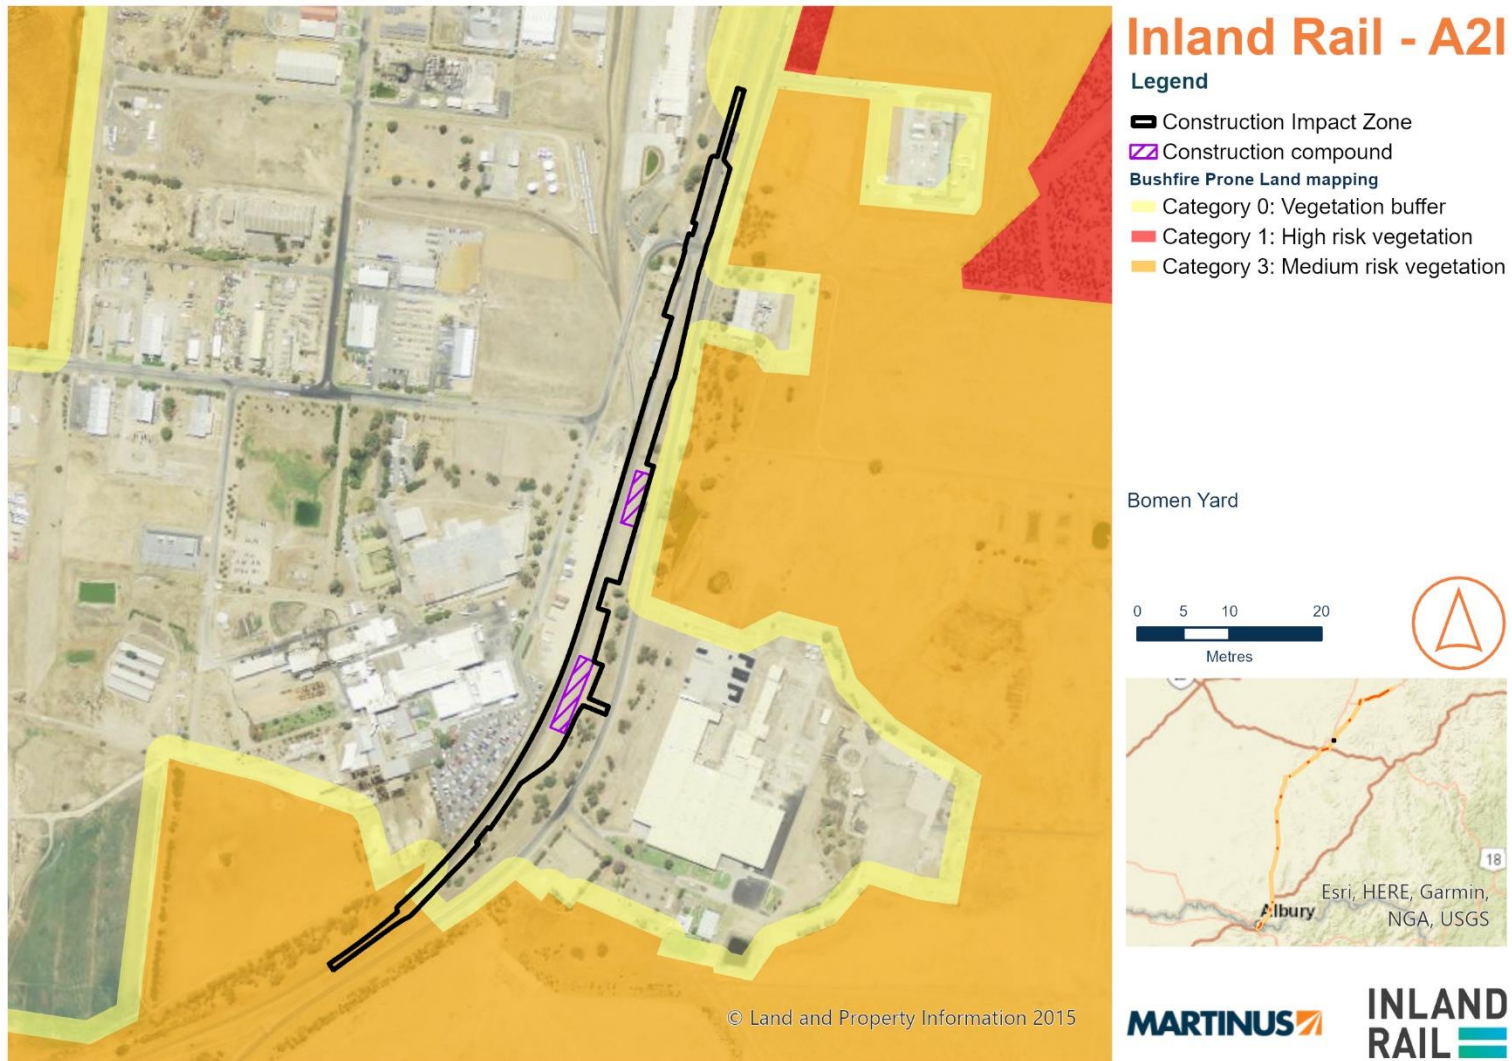 Inland Rail - A2I
Legend
Construction Impact Zone
Construction compound
Bushfire Prone Land mapping
Category 0: Vegetation buffer
Category 1: High risk vegetation
Category 3: Medium risk vegetation
Bomen Yard
0 5 10 20
Metres
18
Albury
Esri, HERE, Garmin,
NGA, USGS
© Land and Property Information 2015
MARTINUS
INLAND
RAIL